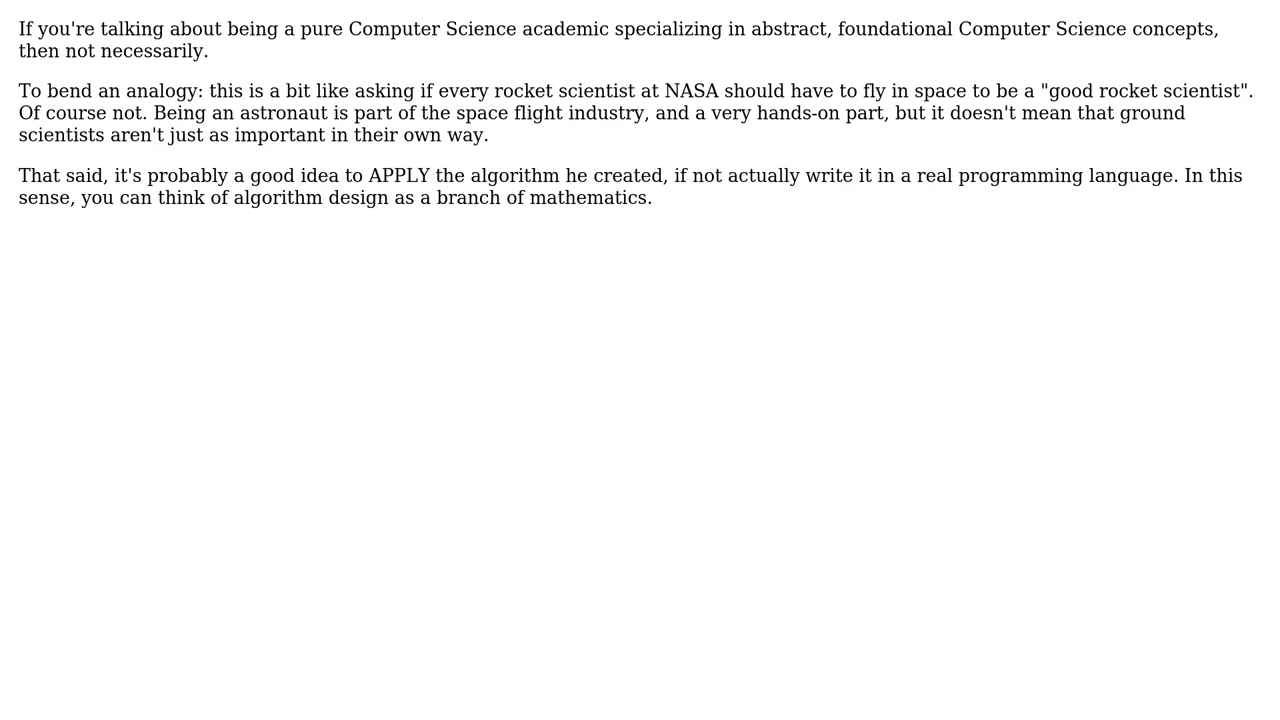 If you're talking about being a pure Computer Science academic specializing in abstract, foundational Computer Science concepts,
then not necessarily.
To bend an analogy: this is a bit like asking if every rocket scientist at NASA should have to fly in space to be a "good rocket scientist".
Of course not. Being an astronaut is part of the space flight industry, and a very hands-on part, but it doesn't mean that ground
scientists aren't just as important in their own way.
That said, it's probably a good idea to APPLY the algorithm he created, if not actually write it in a real programming language. In this
sense, you can think of algorithm design as a branch of mathematics.